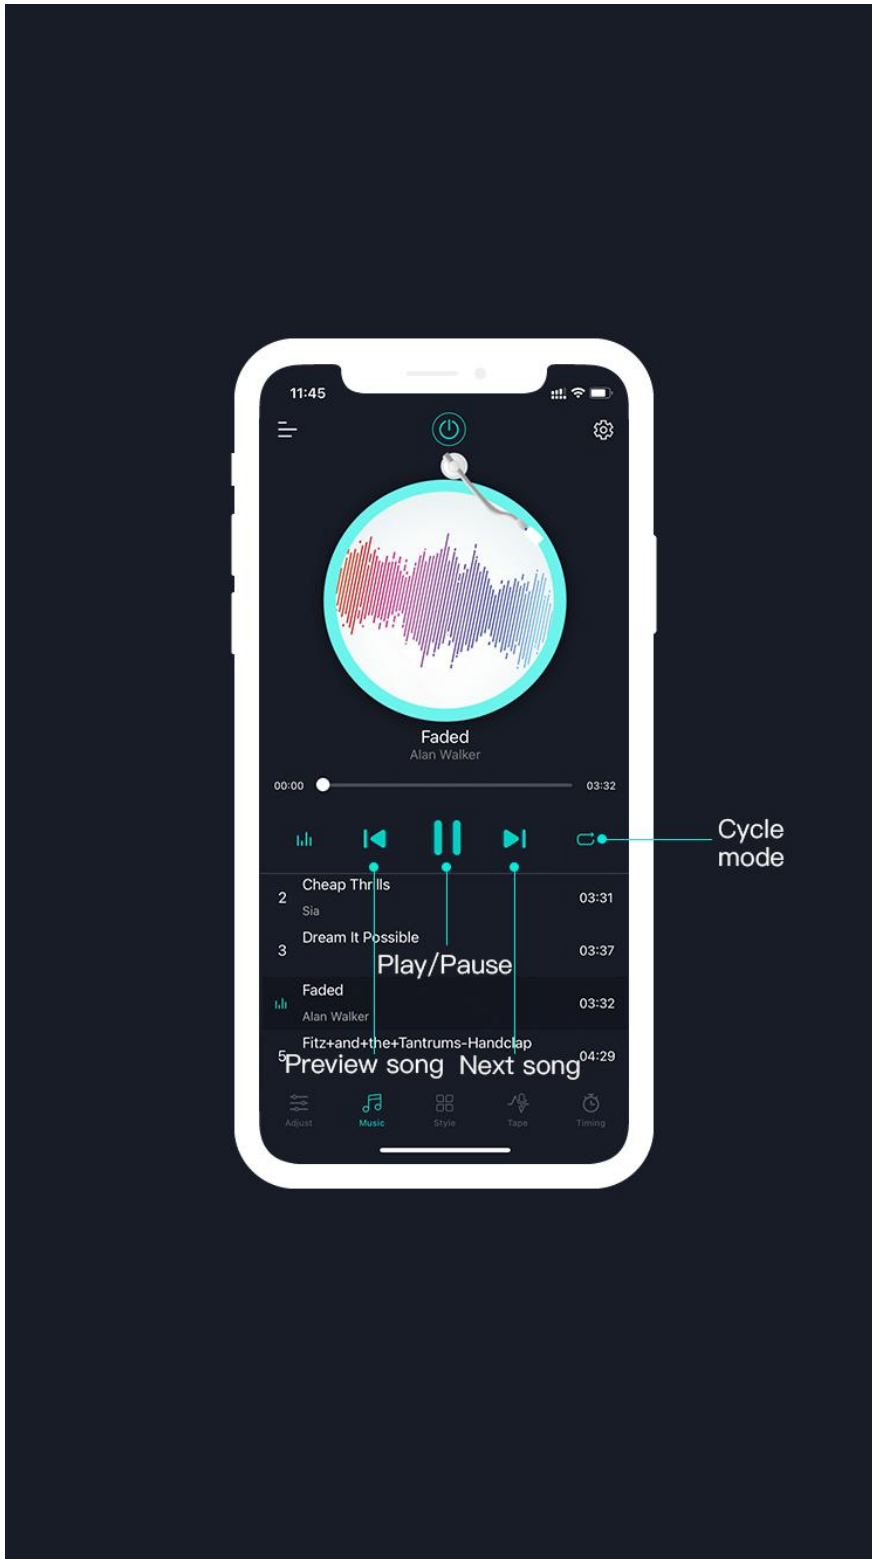 11:45
Faded
Alan Walker
00:00
03:32
Cycle
mode
2
Cheap Thrills
Sia
03:31
3
Dream It Possible
03:37
Play/Pause
Faded
Alan Walker
03:32
5
Fitz+and+the+Tantrums-Handclap
04:29
Preview song
Next song
Adjust
Music
Style
Tape
Timing